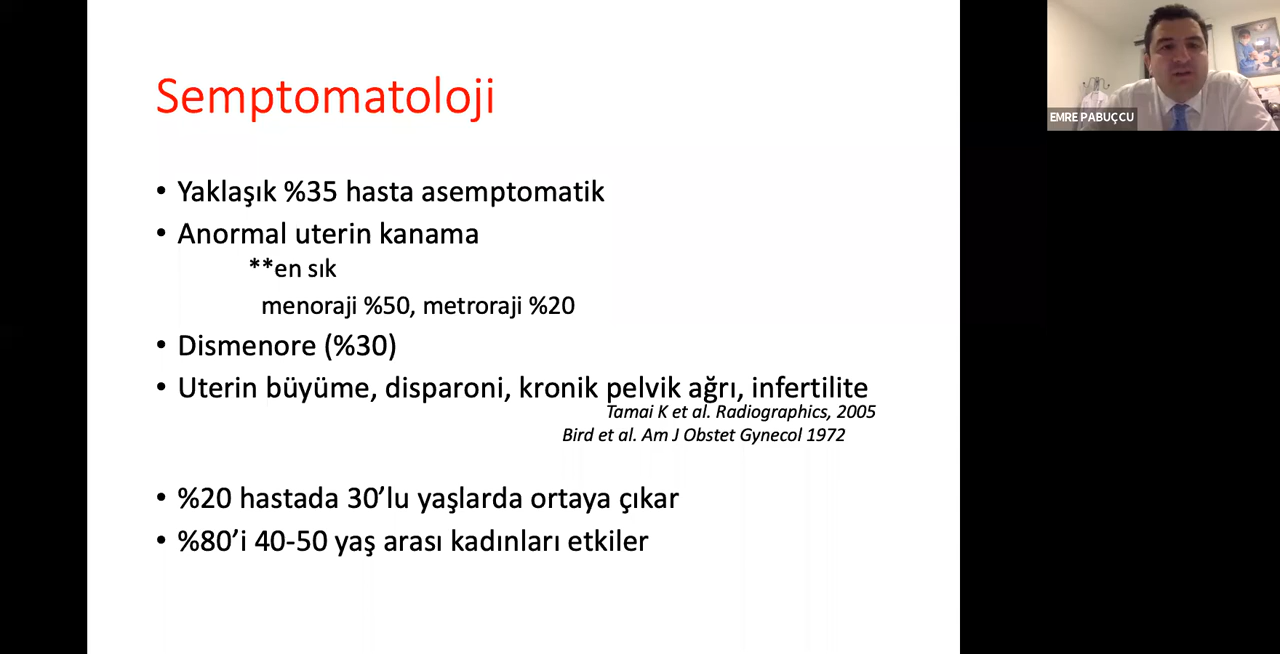 Semptomatoloji
• Yaklaşık %35 hasta asemptomatik
• Anormal uterin kanama
**en sık
menoraji %50, metroraji %20
• Dismenore (%30)
• Uterin büyüme, disparoni, kronik pelvik ağrı, infertilite
Tamai K et al. Radiographics, 2005
Bird et al. Am J Obstet Gynecol 1972
• %20 hastada 30’lu yaşlarda ortaya çıkar
• %80’i 40-50 yaş arası kadınları etkiler
EMRE PABUÇCU